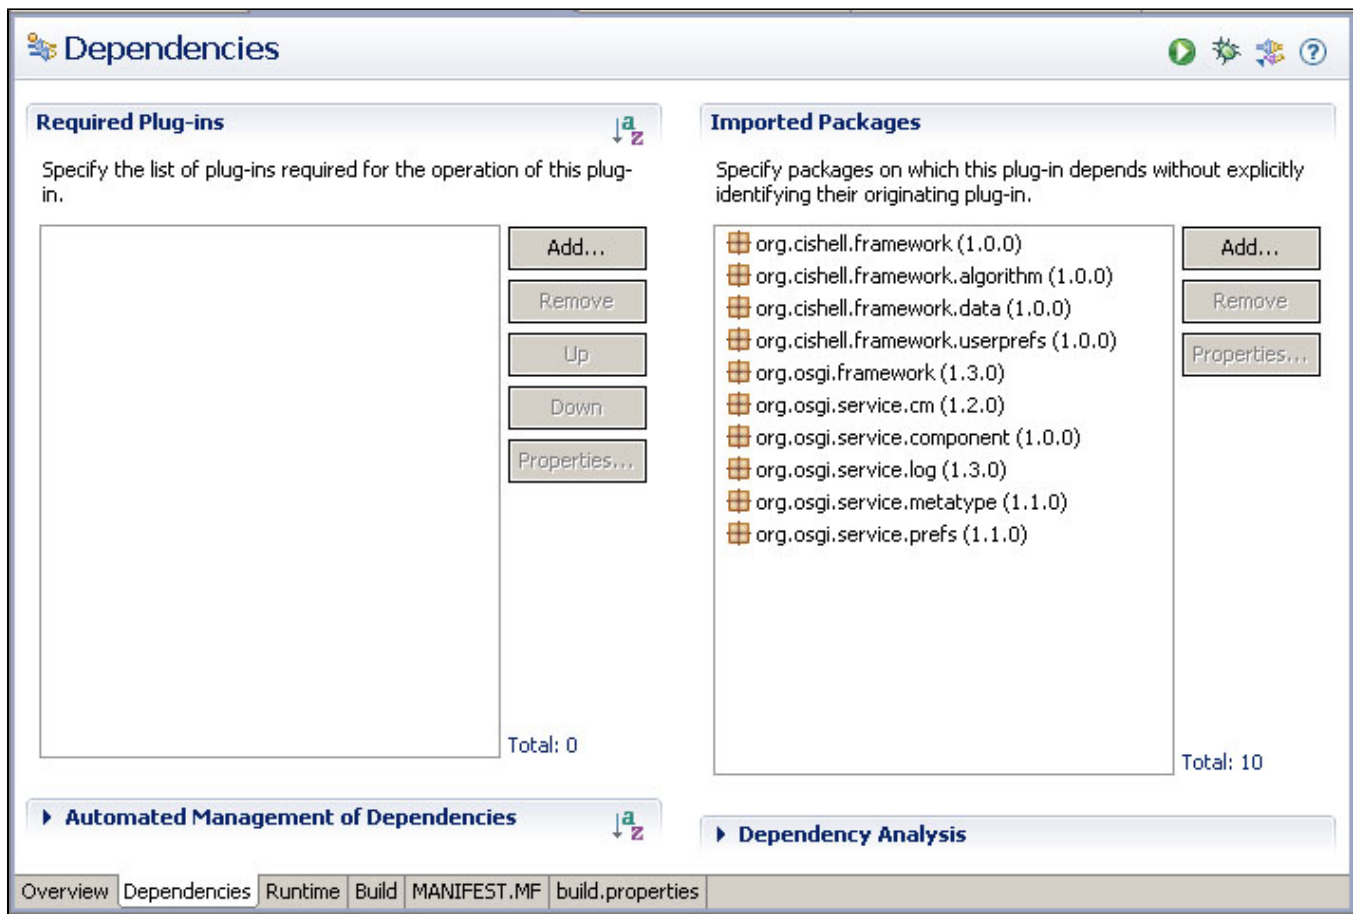 Dependencies
Required Plug-ins
Specify the list of plug-ins required for the operation of this plug-
in.
Add...
Remove
Up
Down
Properties...
Total: 0
Automated Management of Dependencies
Imported Packages
Specify packages on which this plug-in depends without explicitly
identifying their originating plug-in.
org.cishell.framework (1.0.0)
org.cishell.framework.algorithm (1.0.0)
org.cishell.framework.data (1.0.0)
org.cishell.framework.userprefs (1.0.0)
org.osgi.framework (1.3.0)
org.osgi.service.cm (1.2.0)
org.osgi.service.component (1.0.0)
org.osgi.service.log (1.3.0)
org.osgi.service.metatype (1.1.0)
org.osgi.service.prefs (1.1.0)
Add...
Remove
Properties...
Total: 10
Dependency Analysis
Overview Dependencies Runtime Build MANIFEST.MF build.properties